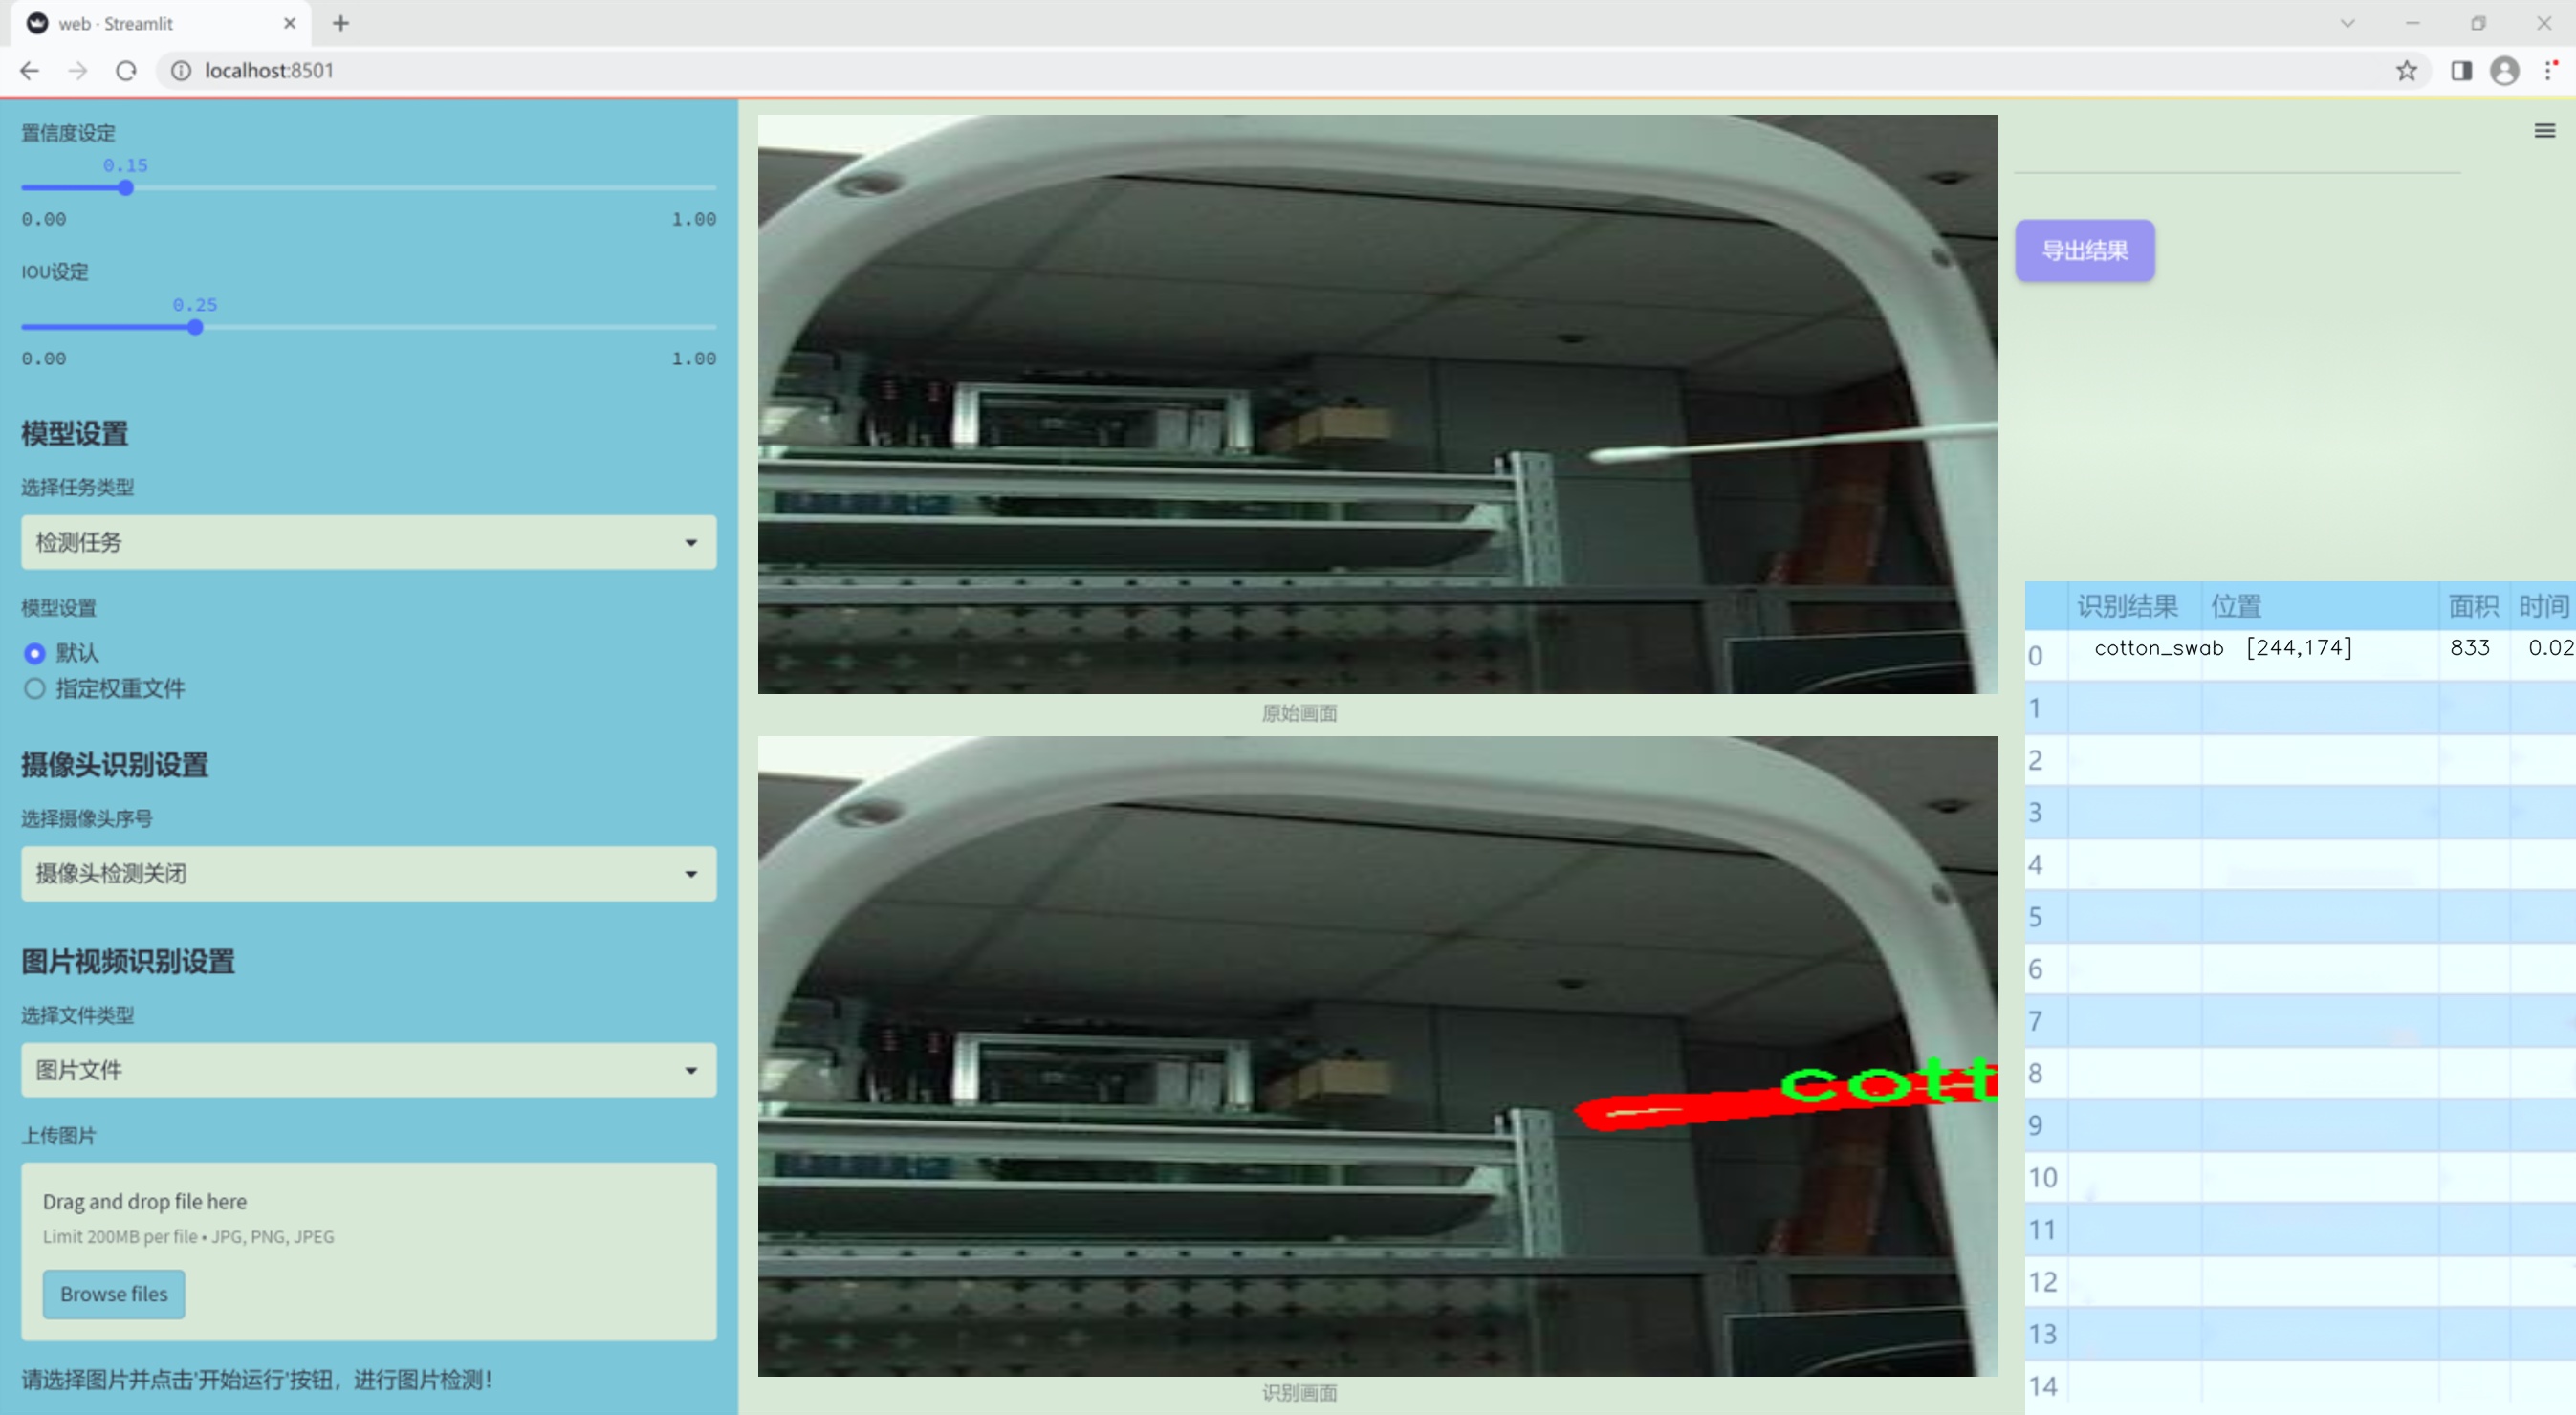 web · Streamlit
localhost:8501
置信度设定
0.15
0.00 1.00
IOU设定
0.25
0.00 1.00
模型设置
选择任务类型
检测任务
模型设置
默认
指定权重文件
摄像头识别设置
选择摄像头序号
摄像头检测关闭
图片视频识别设置
选择文件类型
图片文件
上传图片
Drag and drop file here
Limit 200MB per file • JPG, PNG, JPEG
Browse files
请选择图片并点击'开始运行'按钮，进行图片检测！
原始画面
cott
识别画面
导出结果
识别结果 位置 面积 时间
0 cotton_swab [244,174] 833 0.02
1
2
3
4
5
6
7
8
9
10
11
12
13
14